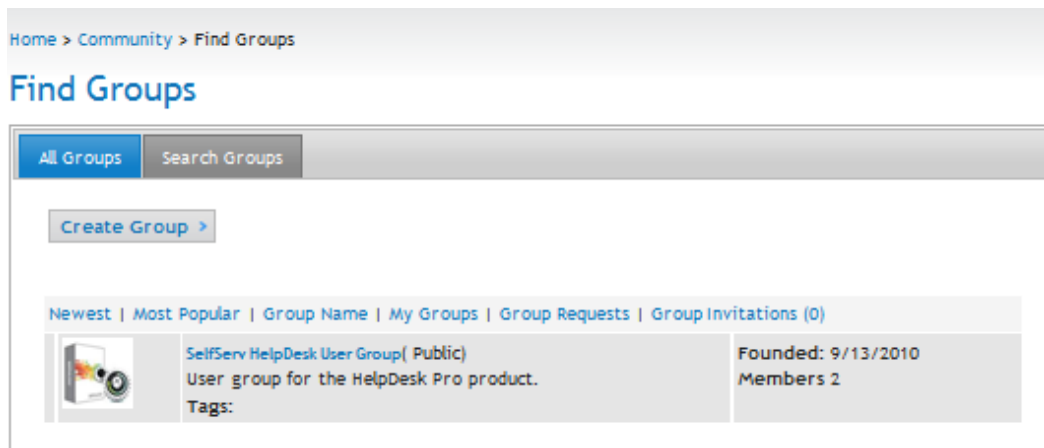 Home > Community > Find Groups
Find Groups
All Groups Search Groups
Create Group >
Newest | Most Popular | Group Name | My Groups | Group Requests | Group Invitations (0)
SelfServ HelpDesk User Group( Public) Founded: 9/13/2010
User group for the HelpDesk Pro product. Members 2
Tags: